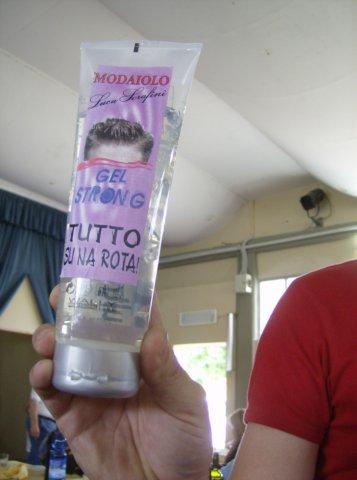 MODAIOLO
Luca Serafini
GEL
STRONG
TUTTO
SU NA ROTA!